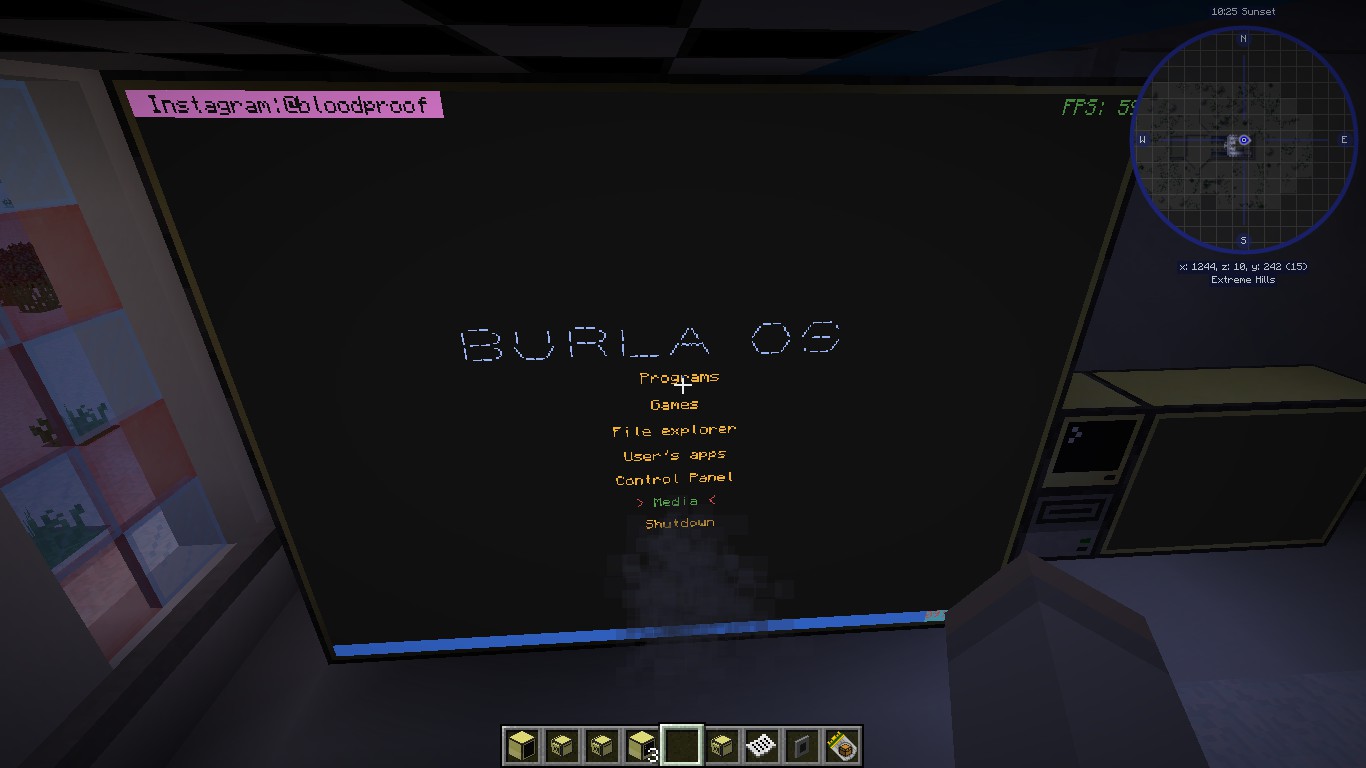 10:25 Sunset
N
Instagram:@bloodproof
FPS: 5
W
E
S
x: 1244, z: 10, y: 242 (15)
Extreme Hills
BURLA OS
Programs
Games
File explorer
User's apps
Control Panel
> Media <
Shutdown
3